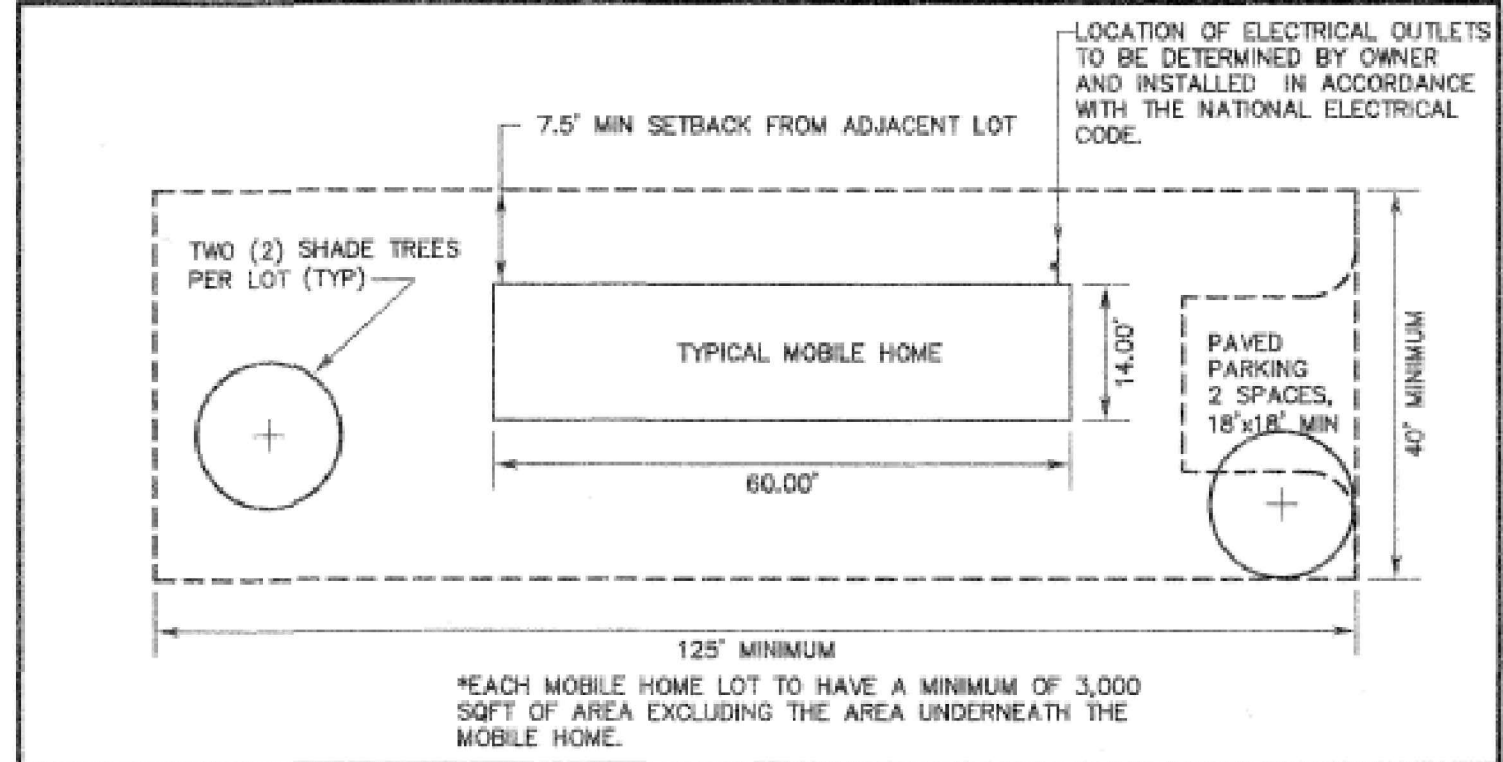 LOCATION OF ELECTRICAL OUTLETS
TO BE DETERMINED BY OWNER
AND INSTALLED IN ACCORDANCE
WITH THE NATIONAL ELECTRICAL
CODE.
7.5' MIN SETBACK FROM ADJACENT LOT
TWO (2) SHADE TREES
PER LOT (TYP)
TYPICAL MOBILE HOME
14.00'
PAVED
PARKING
2 SPACES,
18'x18' MIN
40' MINIMUM
60.00'
125' MINIMUM
*EACH MOBILE HOME LOT TO HAVE A MINIMUM OF 3,000
SQFT OF AREA EXCLUDING THE AREA UNDERNEATH THE
MOBILE HOME.